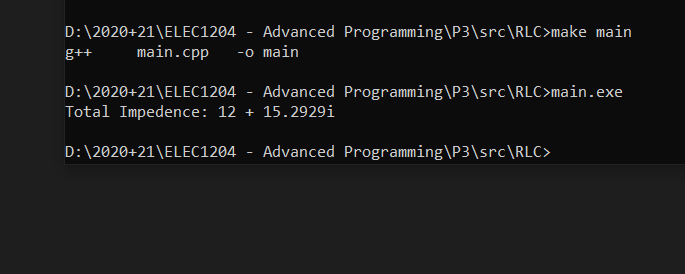 D:\2020+21\ELEC1204 - Advanced Programming\P3\src\RLC>make main
g++     main.cpp   -o main
D:\2020+21\ELEC1204 - Advanced Programming\P3\src\RLC>main.exe
Total Impedence: 12 + 15.2929i
D:\2020+21\ELEC1204 - Advanced Programming\P3\src\RLC>